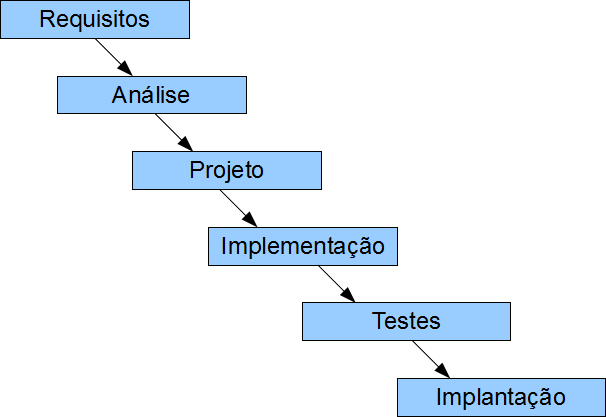 Requisitos
Análise
Projeto
Implementação
Testes
Implantação